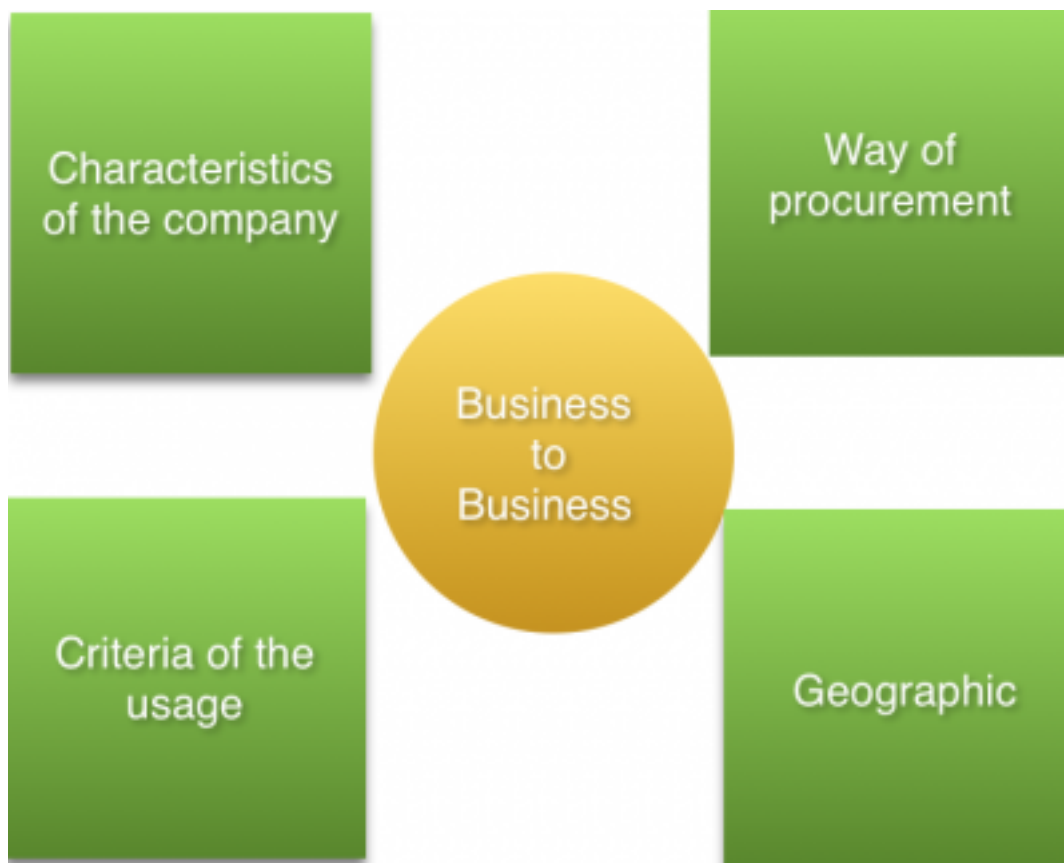 Characteristics
of the company
Way of
procurement
Business
to
Business
Criteria of the
usage
Geographic